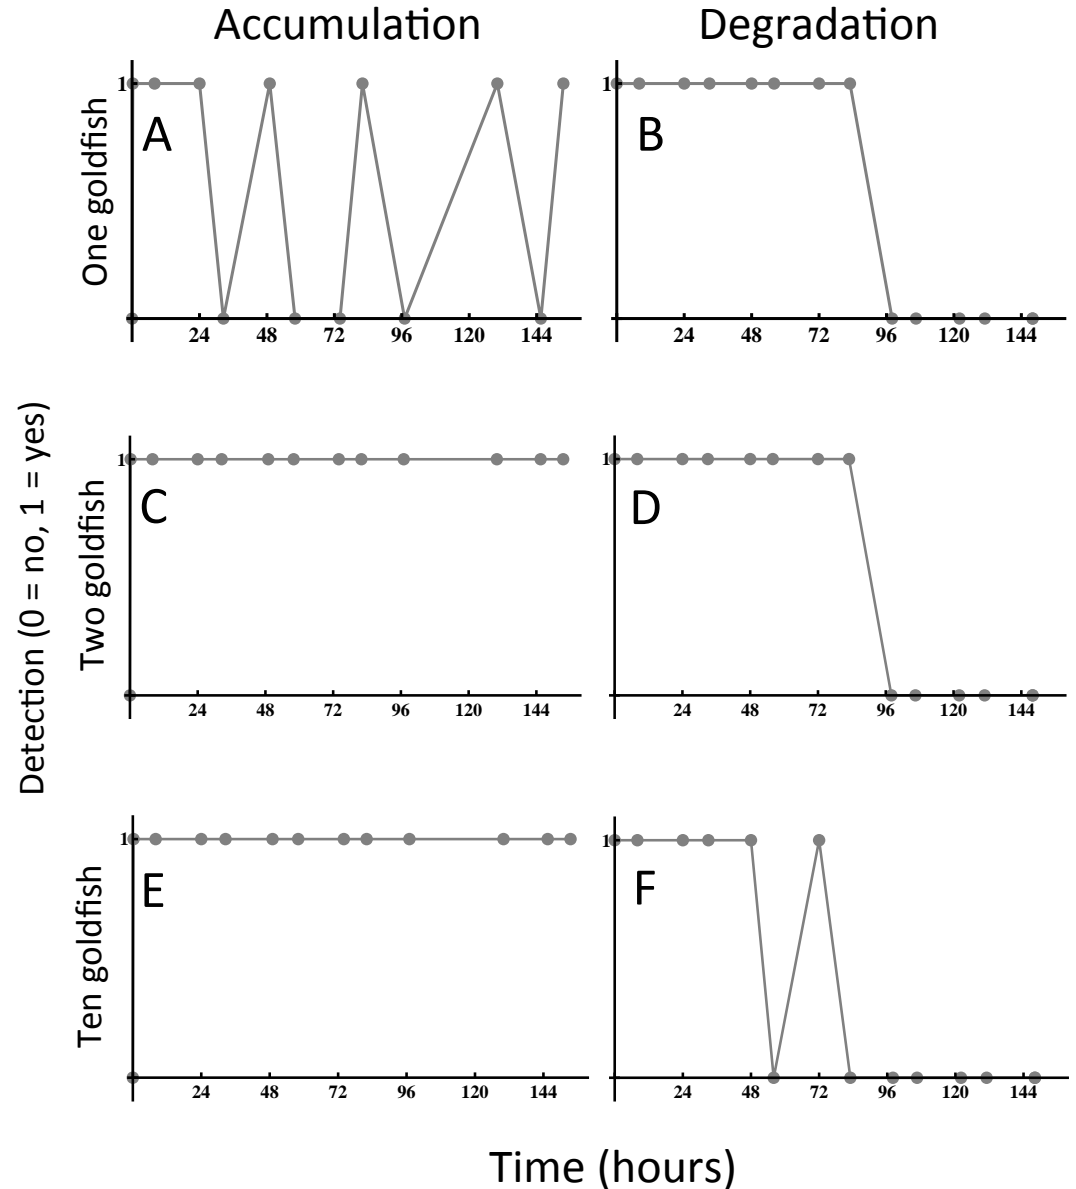 Accumulation Degradation
Detection (0 = no, 1 = yes)
One goldfish
1 A
24 48 72 96 120 144
1 B
24 48 72 96 120 144
Two goldfish
1 C
24 48 72 96 120 144
1 D
24 48 72 96 120 144
Ten goldfish
1 E
24 48 72 96 120 144
1 F
24 48 72 96 120 144
Time (hours)